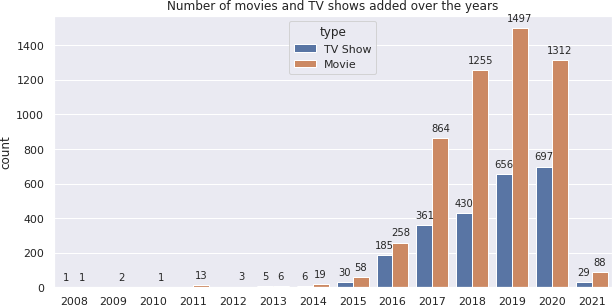 Number of movies and TV shows added over the years
type
TV Show
Movie
count
1400
1200
1000
800
600
400
200
0
1 1 2 1 13 3 5 6 6 19 30 58 185 258 361 864 430 1255 656 1497 697 1312 29 88
2008 2009 2010 2011 2012 2013 2014 2015 2016 2017 2018 2019 2020 2021